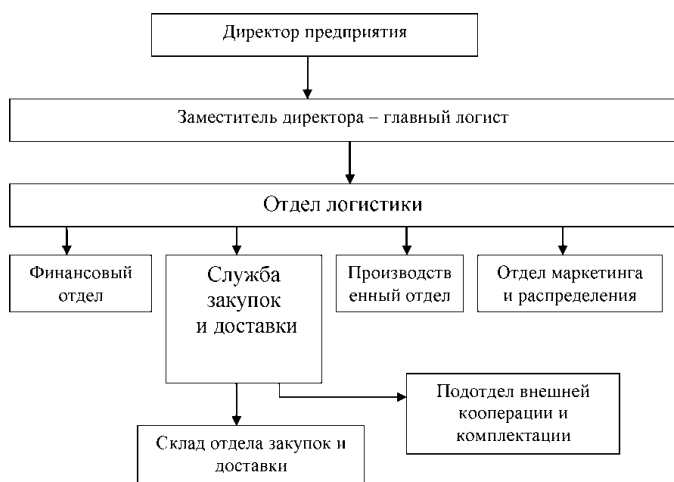 Директор предприятия
Заместитель директора – главный логист
Отдел логистики
Финансовый
отдел
Служба
закупок
и доставки
Производств
енный отдел
Отдел маркетинга
и распределения
Подотдел внешней
кооперации и
комплектации
Склад отдела закупок и
доставки